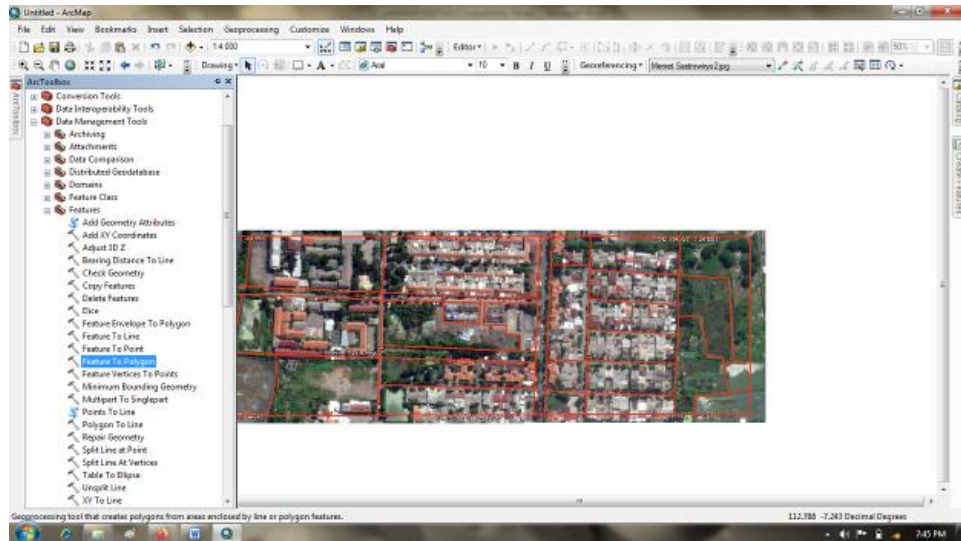 Untitled - ArcMap
File Edit View Bookmarks Insert Selection Geoprocessing Customize Windows Help
1:4.000 Editor
Drawing Arial 10 B I U Georeferencing
ArcToolbox
Conversion Tools
Data Interoperability Tools
Data Management Tools
Archiving
Attachments
Data Comparison
Distributed Geodatabase
Domains
Feature Class
Features
Add Geometry Attributes
Add XY Coordinates
Adjust 3D Z
Bearing Distance To Line
Check Geometry
Copy Features
Delete Features
Dice
Feature Envelope To Polygon
Feature To Line
Feature To Point
Feature To Polygon
Feature Vertices To Points
Minimum Bounding Geometry
Multipart To Singlepart
Points To Line
Polygon To Line
Repair Geometry
Split Line at Point
Split Line At Vertices
Table To Ellipse
Unsplit Line
XY To Line
ArcToolbox
Catalog
Create Features
Geoprocessing tool that creates polygons from areas enclosed by line or polygon features.
112.788 -7.243 Decimal Degrees
7:45 PM